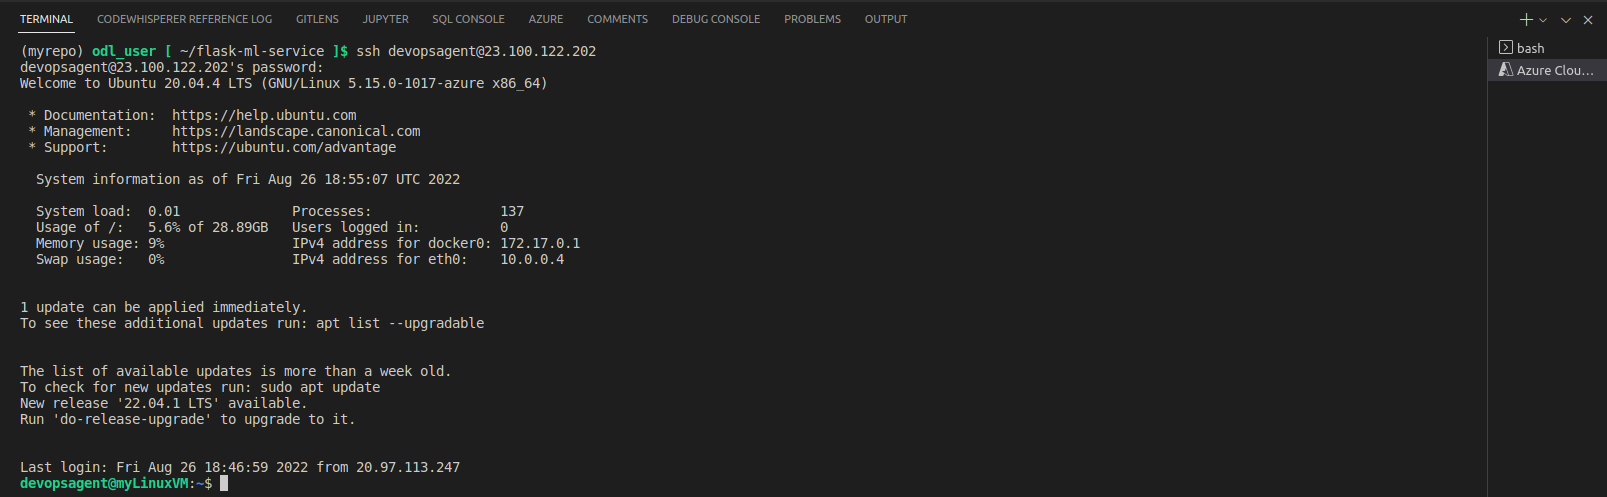 TERMINAL CODEWHISPERER REFERENCE LOG GITLENS JUPYTER SQL CONSOLE AZURE COMMENTS DEBUG CONSOLE PROBLEMS OUTPUT
(myrepo) odl_user [ ~/flask-ml-service ]$ ssh devopsagent@23.100.122.202
devopsagent@23.100.122.202's password:
Welcome to Ubuntu 20.04.4 LTS (GNU/Linux 5.15.0-1017-azure x86_64)
* Documentation:  https://help.ubuntu.com
* Management:     https://landscape.canonical.com
* Support:        https://ubuntu.com/advantage
System information as of Fri Aug 26 18:55:07 UTC 2022
System load:  0.01              Processes:                137
Usage of /:   5.6% of 28.89GB   Users logged in:          0
Memory usage: 9%                IPv4 address for docker0: 172.17.0.1
Swap usage:   0%                IPv4 address for eth0:    10.0.0.4
1 update can be applied immediately.
To see these additional updates run: apt list --upgradable
The list of available updates is more than a week old.
To check for new updates run: sudo apt update
New release '22.04.1 LTS' available.
Run 'do-release-upgrade' to upgrade to it.
Last login: Fri Aug 26 18:46:59 2022 from 20.97.113.247
devopsagent@myLinuxVM:~$
bash
Azure Clou...